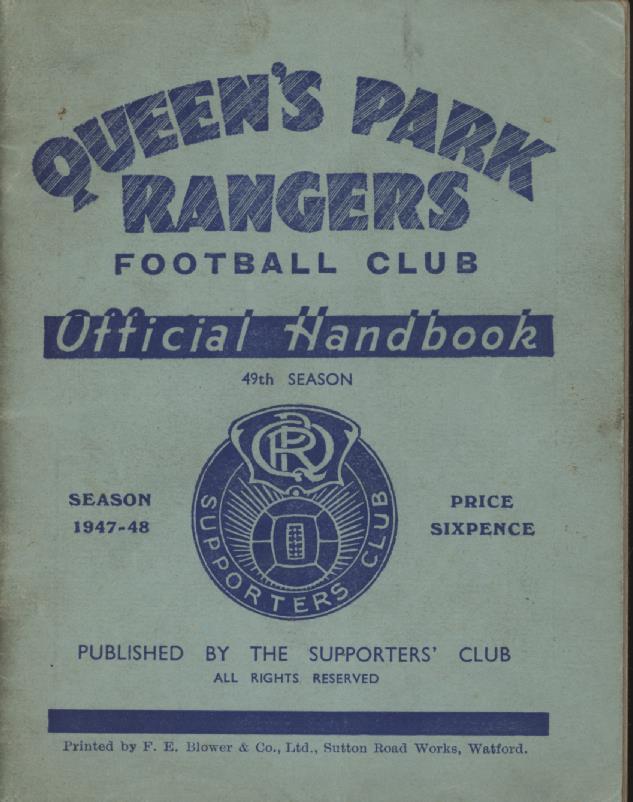 QUEEN'S PARK
RANGERS
FOOTBALL CLUB
Official Handbook
49th SEASON
QPR
SUPPORTERS CLUB
SEASON
1947-48
PRICE
SIXPENCE
PUBLISHED BY THE SUPPORTERS' CLUB
ALL RIGHTS RESERVED
Printed by F. E. Blower & Co., Ltd., Sutton Road Works, Watford.